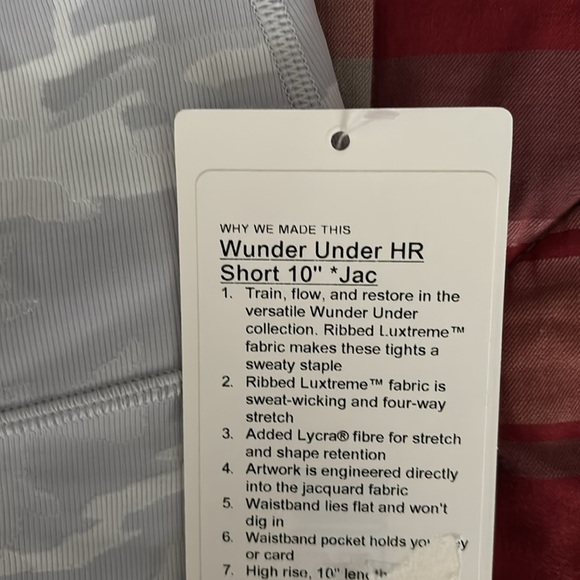 WHY WE MADE THIS
Wunder Under HR
Short 10" *Jac
1. Train, flow, and restore in the
versatile Wunder Under
collection. Ribbed Luxtreme™
fabric makes these tights a
sweaty staple
2. Ribbed Luxtreme™ fabric is
sweat-wicking and four-way
stretch
3. Added Lycra® fibre for stretch
and shape retention
4. Artwork is engineered directly
into the jacquard fabric
5. Waistband lies flat and won't
dig in
6. Waistband pocket holds
or card
7. High rise, 10"